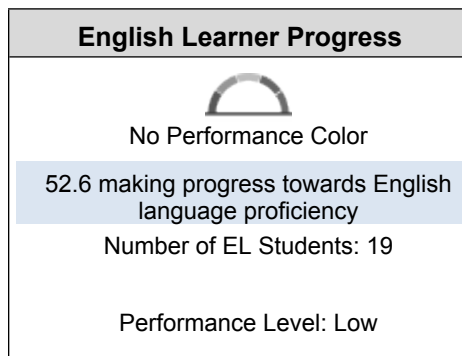 English Learner Progress
No Performance Color
52.6 making progress towards English
language proficiency
Number of EL Students: 19
Performance Level: Low